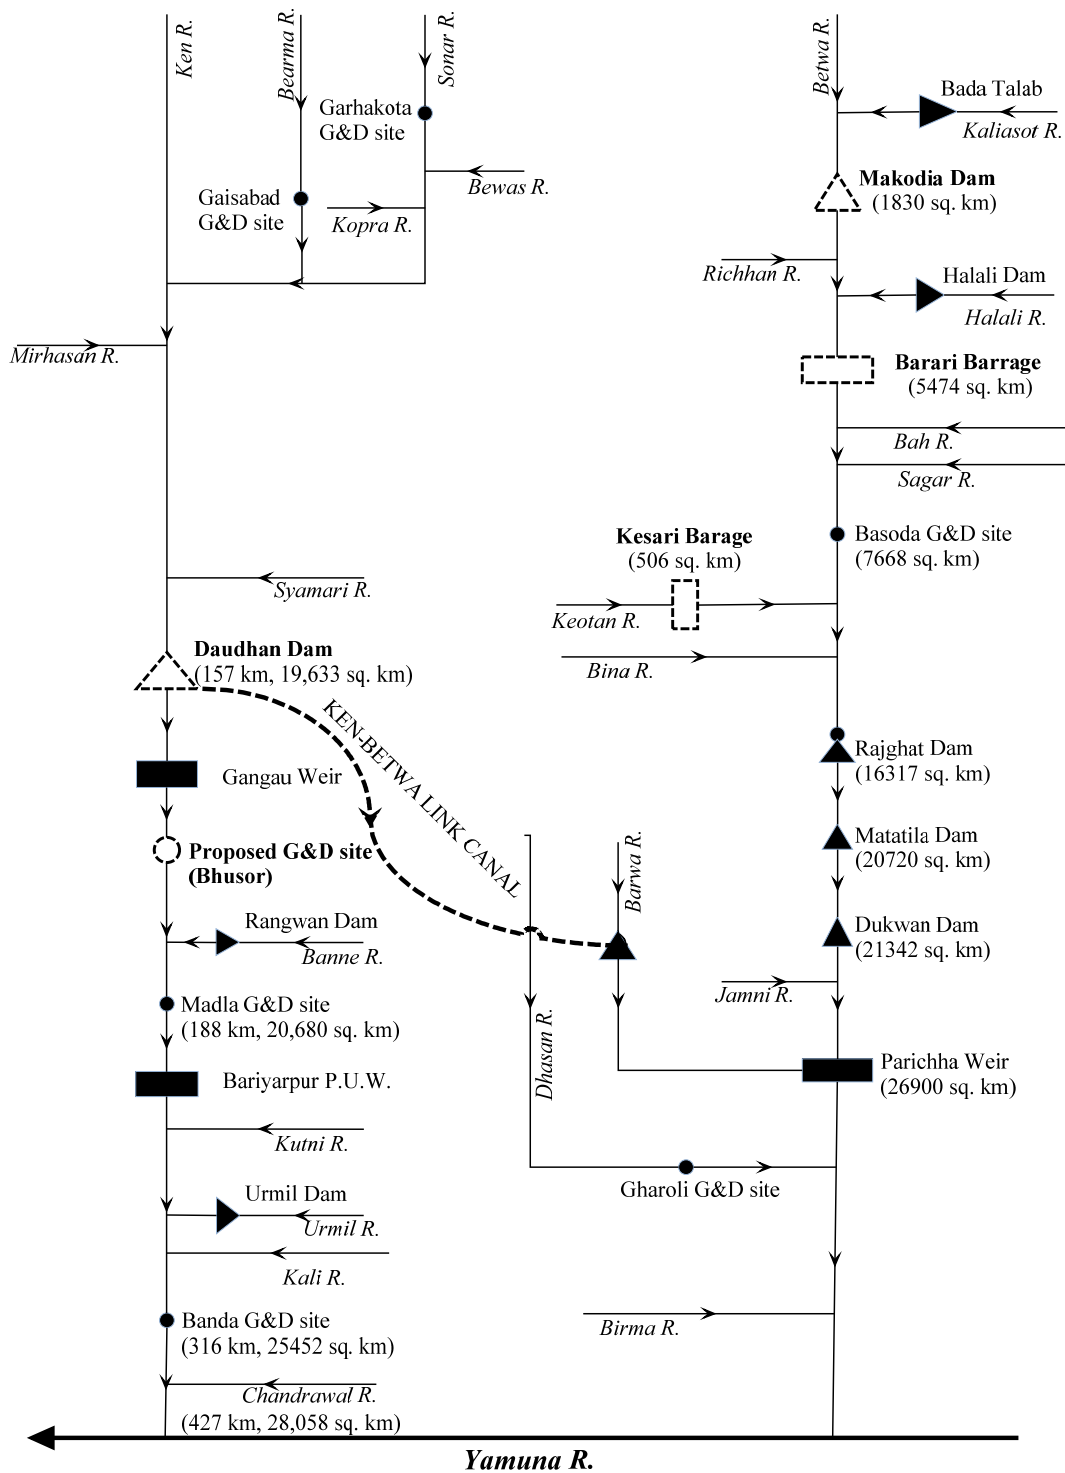 Ken R.
Bearma R.
Sonar R.
Garhakota
G&D site
Bewas R.
Gaisabad
G&D site
Kopra R.
Mirhasan R.
Syamari R.
Daudhan Dam
(157 km, 19,633 sq. km)
KEN-BETWA LINK CANAL
Gangau Weir
Proposed G&D site
(Bhusor)
Rangwan Dam
Banne R.
Madla G&D site
(188 km, 20,680 sq. km)
Bariyarpur P.U.W.
Kutni R.
Urmil Dam
Urmil R.
Kali R.
Banda G&D site
(316 km, 25452 sq. km)
Chandrawal R.
(427 km, 28,058 sq. km)
Betwa R.
Bada Talab
Kaliasot R.
Makodia Dam
(1830 sq. km)
Richhan R.
Halali Dam
Halali R.
Barari Barrage
(5474 sq. km)
Bah R.
Sagar R.
Basoda G&D site
(7668 sq. km)
Kesari Barage
(506 sq. km)
Keotan R.
Bina R.
Rajghat Dam
(16317 sq. km)
Matatila Dam
(20720 sq. km)
Barwa R.
Dukwan Dam
(21342 sq. km)
Jamni R.
Dhasan R.
Parichha Weir
(26900 sq. km)
Gharoli G&D site
Birma R.
Yamuna R.